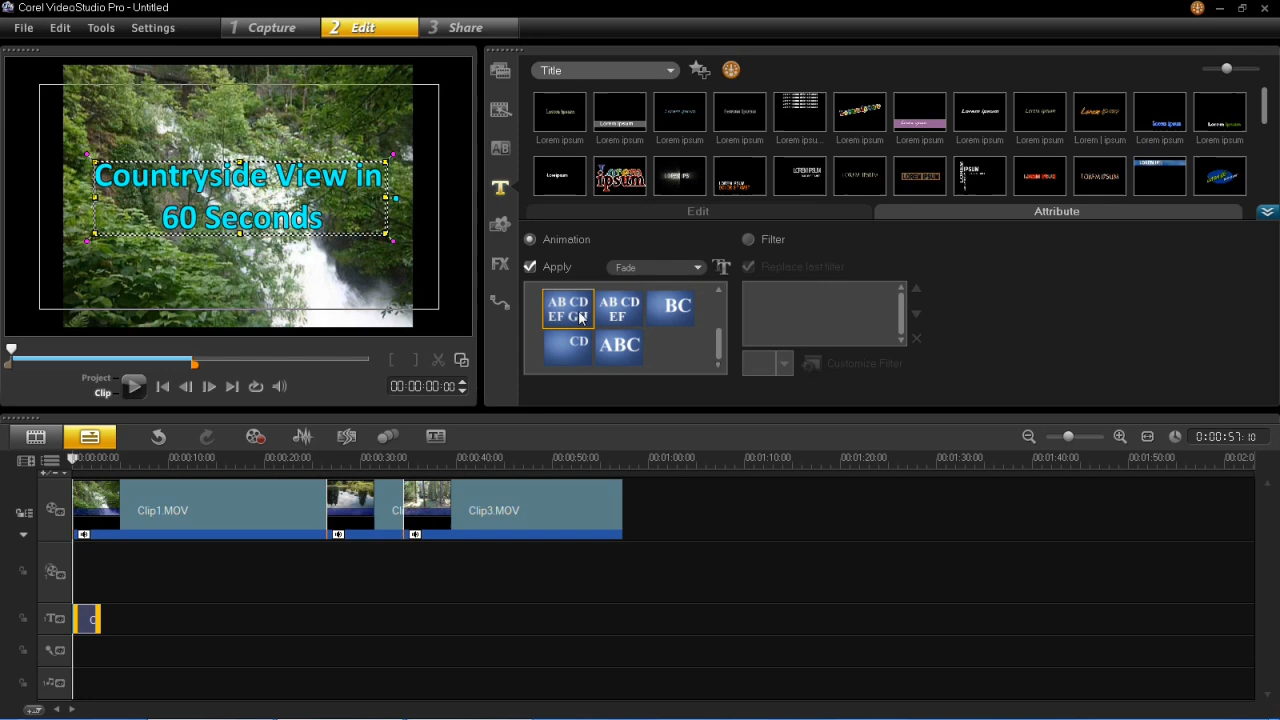 Corel VideoStudio Pro - Untitled
File Edit Tools Settings 1 Capture 2 Edit 3 Share
Countryside View in
60 Seconds
Project
Clip
00:00:00:00
Title
Lorem ipsum Lorem ipsum Lorem ipsum Lorem ipsum Lorem ipsu... Lorem ipsum Lorem ipsum Lorem ipsum Lorem ipsum Lorem ipsum Lorem ipsum Lorem ipsum
Edit Attribute
Animation Filter
Apply Fade Replace last filter
AB CD
EF GH
AB CD
EF
BC
CD
ABC
Customize Filter
0:00:57:10
00:00:10:00 00:00:20:00 00:00:30:00 00:00:40:00 00:00:50:00 00:01:00:00 00:01:10:00 00:01:20:00 00:01:30:00 00:01:40:00 00:01:50:00 00:02:0
Clip1.MOV Cl Clip3.MOV